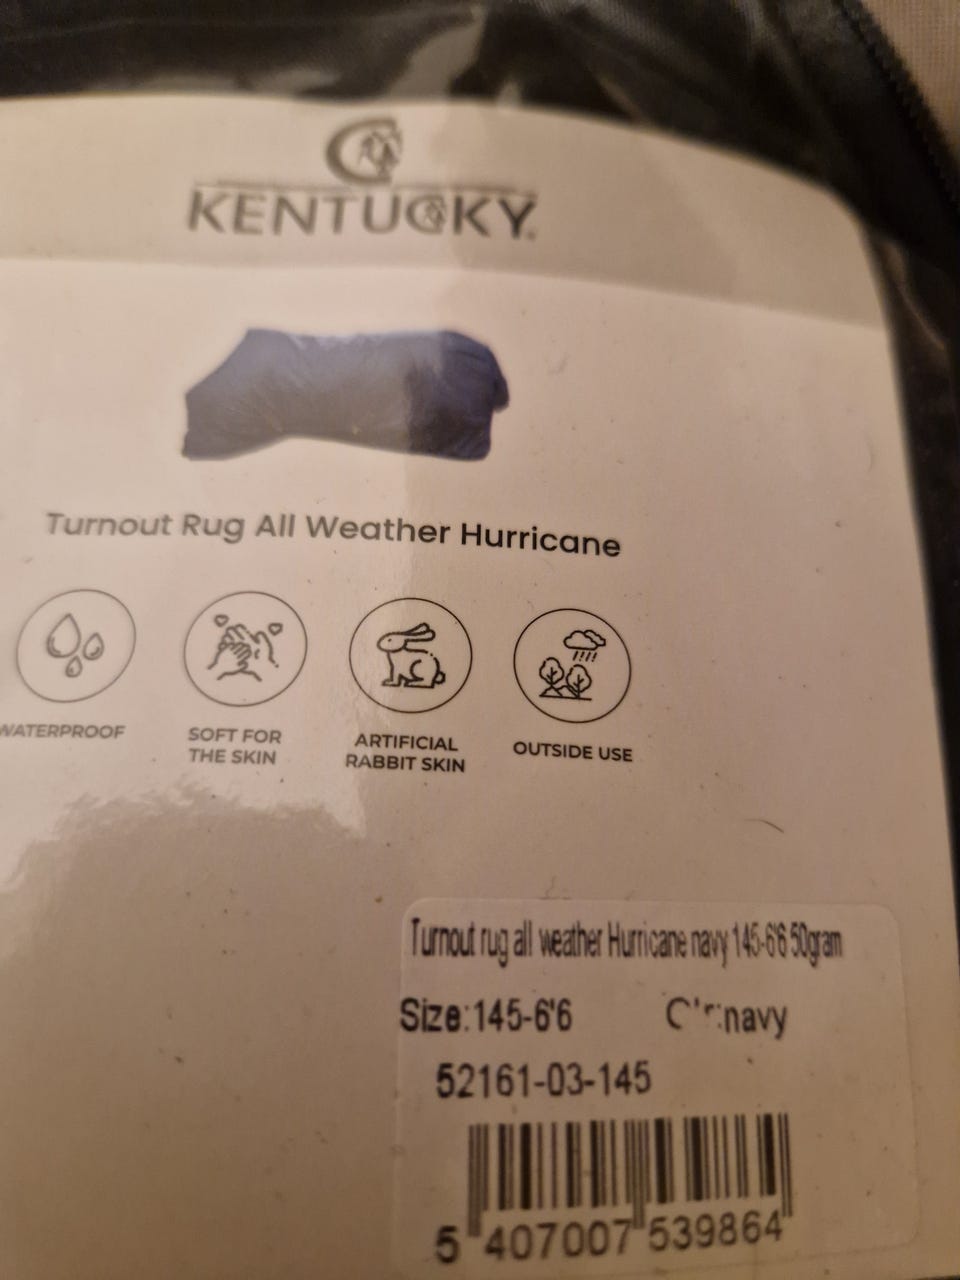 KENTUCKY
Turnout Rug All Weather Hurricane
WATERPROOF
SOFT FOR
THE SKIN
ARTIFICIAL
RABBIT SKIN
OUTSIDE USE
Turnout rug all weather Hurricane navy 145-6'6 50gram
Size:145-6'6 :navy
52161-03-145
5 407007 539864